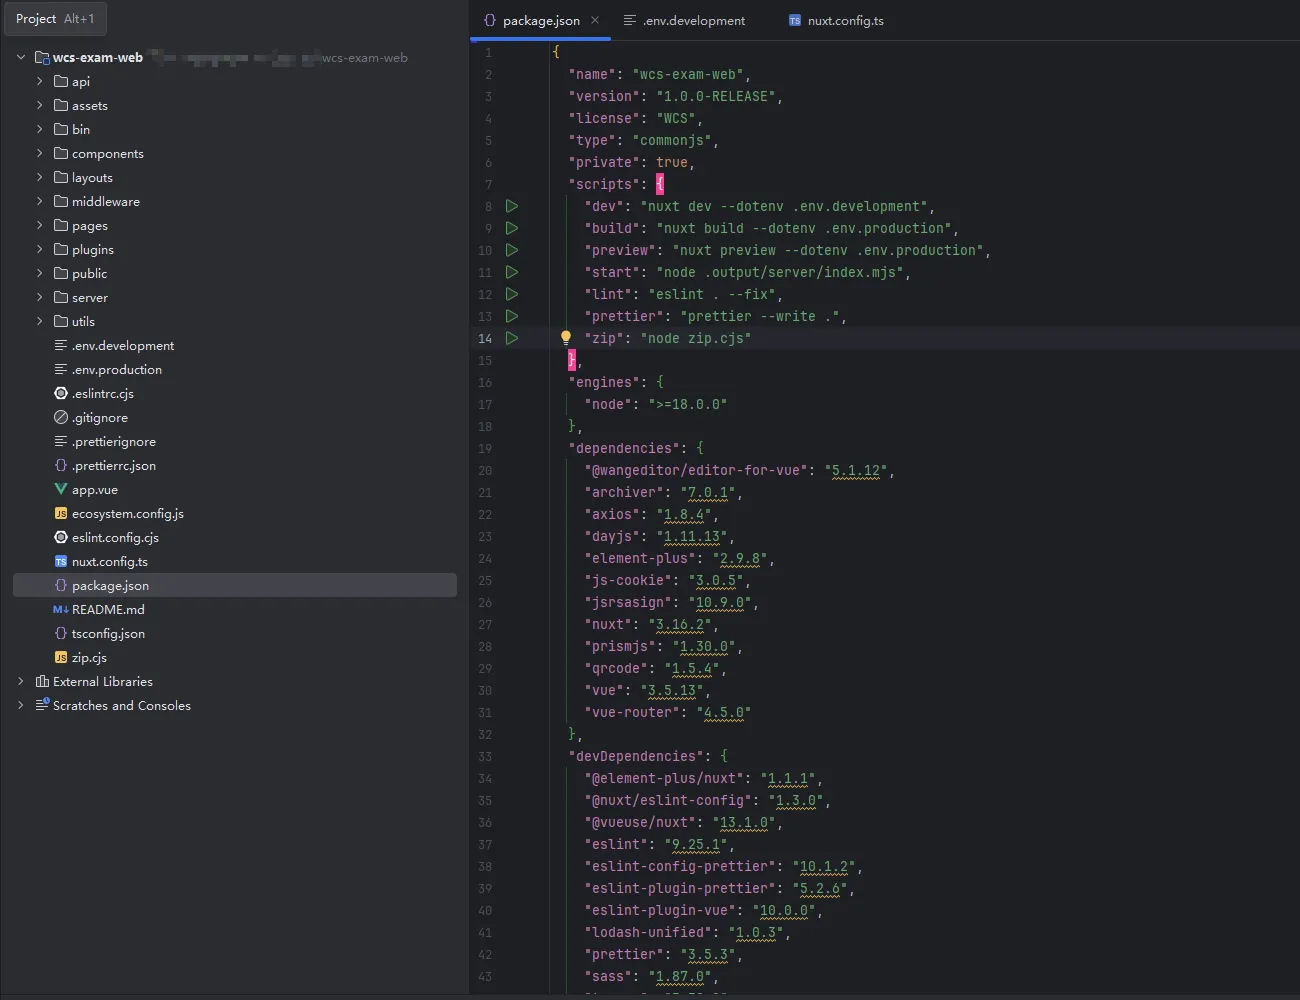 Project Alt+1
wcs-exam-web wcs-exam-web
api
assets
bin
components
layouts
middleware
pages
plugins
public
server
utils
.env.development
.env.production
.eslintrc.cjs
.gitignore
.prettierignore
.prettierrc.json
app.vue
ecosystem.config.js
eslint.config.cjs
nuxt.config.ts
package.json
README.md
tsconfig.json
zip.cjs
External Libraries
Scratches and Consoles
package.json .env.development nuxt.config.ts
1 {
2 "name": "wcs-exam-web",
3 "version": "1.0.0-RELEASE",
4 "license": "WCS",
5 "type": "commonjs",
6 "private": true,
7 "scripts": {
8 "dev": "nuxt dev --dotenv .env.development",
9 "build": "nuxt build --dotenv .env.production",
10 "preview": "nuxt preview --dotenv .env.production",
11 "start": "node .output/server/index.mjs",
12 "lint": "eslint . --fix",
13 "prettier": "prettier --write .",
14 "zip": "node zip.cjs"
15 },
16 "engines": {
17 "node": ">=18.0.0"
18 },
19 "dependencies": {
20 "@wangeditor/editor-for-vue": "5.1.12",
21 "archiver": "7.0.1",
22 "axios": "1.8.4",
23 "dayjs": "1.11.13",
24 "element-plus": "2.9.8",
25 "js-cookie": "3.0.5",
26 "jsrsasign": "10.9.0",
27 "nuxt": "3.16.2",
28 "prismjs": "1.30.0",
29 "qrcode": "1.5.4",
30 "vue": "3.5.13",
31 "vue-router": "4.5.0"
32 },
33 "devDependencies": {
34 "@element-plus/nuxt": "1.1.1",
35 "@nuxt/eslint-config": "1.3.0",
36 "@vueuse/nuxt": "13.1.0",
37 "eslint": "9.25.1",
38 "eslint-config-prettier": "10.1.2",
39 "eslint-plugin-prettier": "5.2.6",
40 "eslint-plugin-vue": "10.0.0",
41 "lodash-unified": "1.0.3",
42 "prettier": "3.5.3",
43 "sass": "1.87.0",